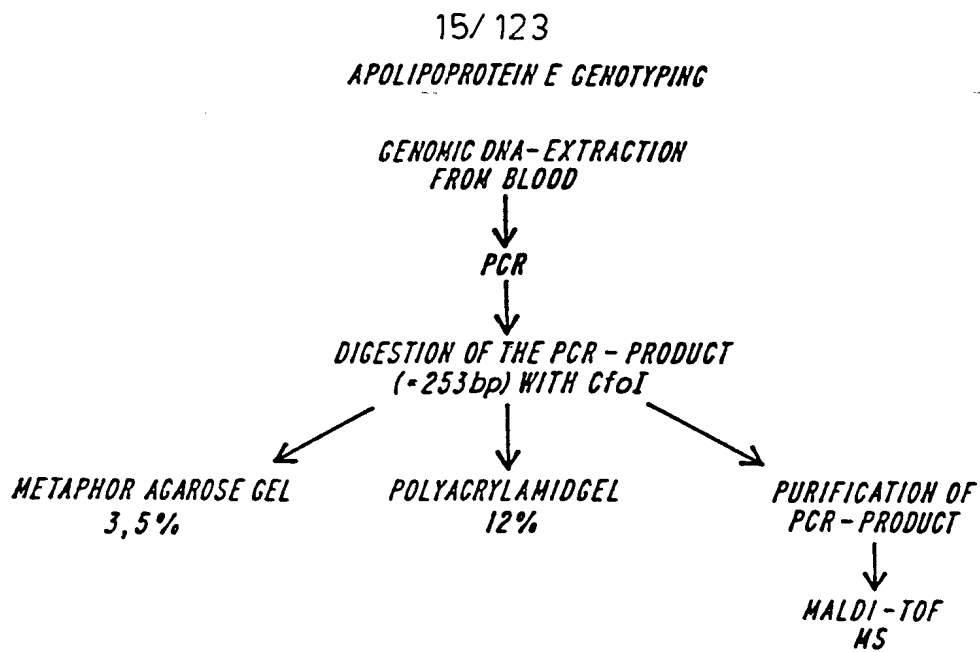 15/123
APOLIPOPROTEIN E GENOTYPING
GENOMIC DNA-EXTRACTION
FROM BLOOD
PCR
DIGESTION OF THE PCR-PRODUCT
(=253bp) WITH CfoI
METAPHOR AGAROSE GEL
3,5%
POLYACRYLAMIDGEL
12%
PURIFICATION OF
PCR-PRODUCT
MALDI-TOF
MS